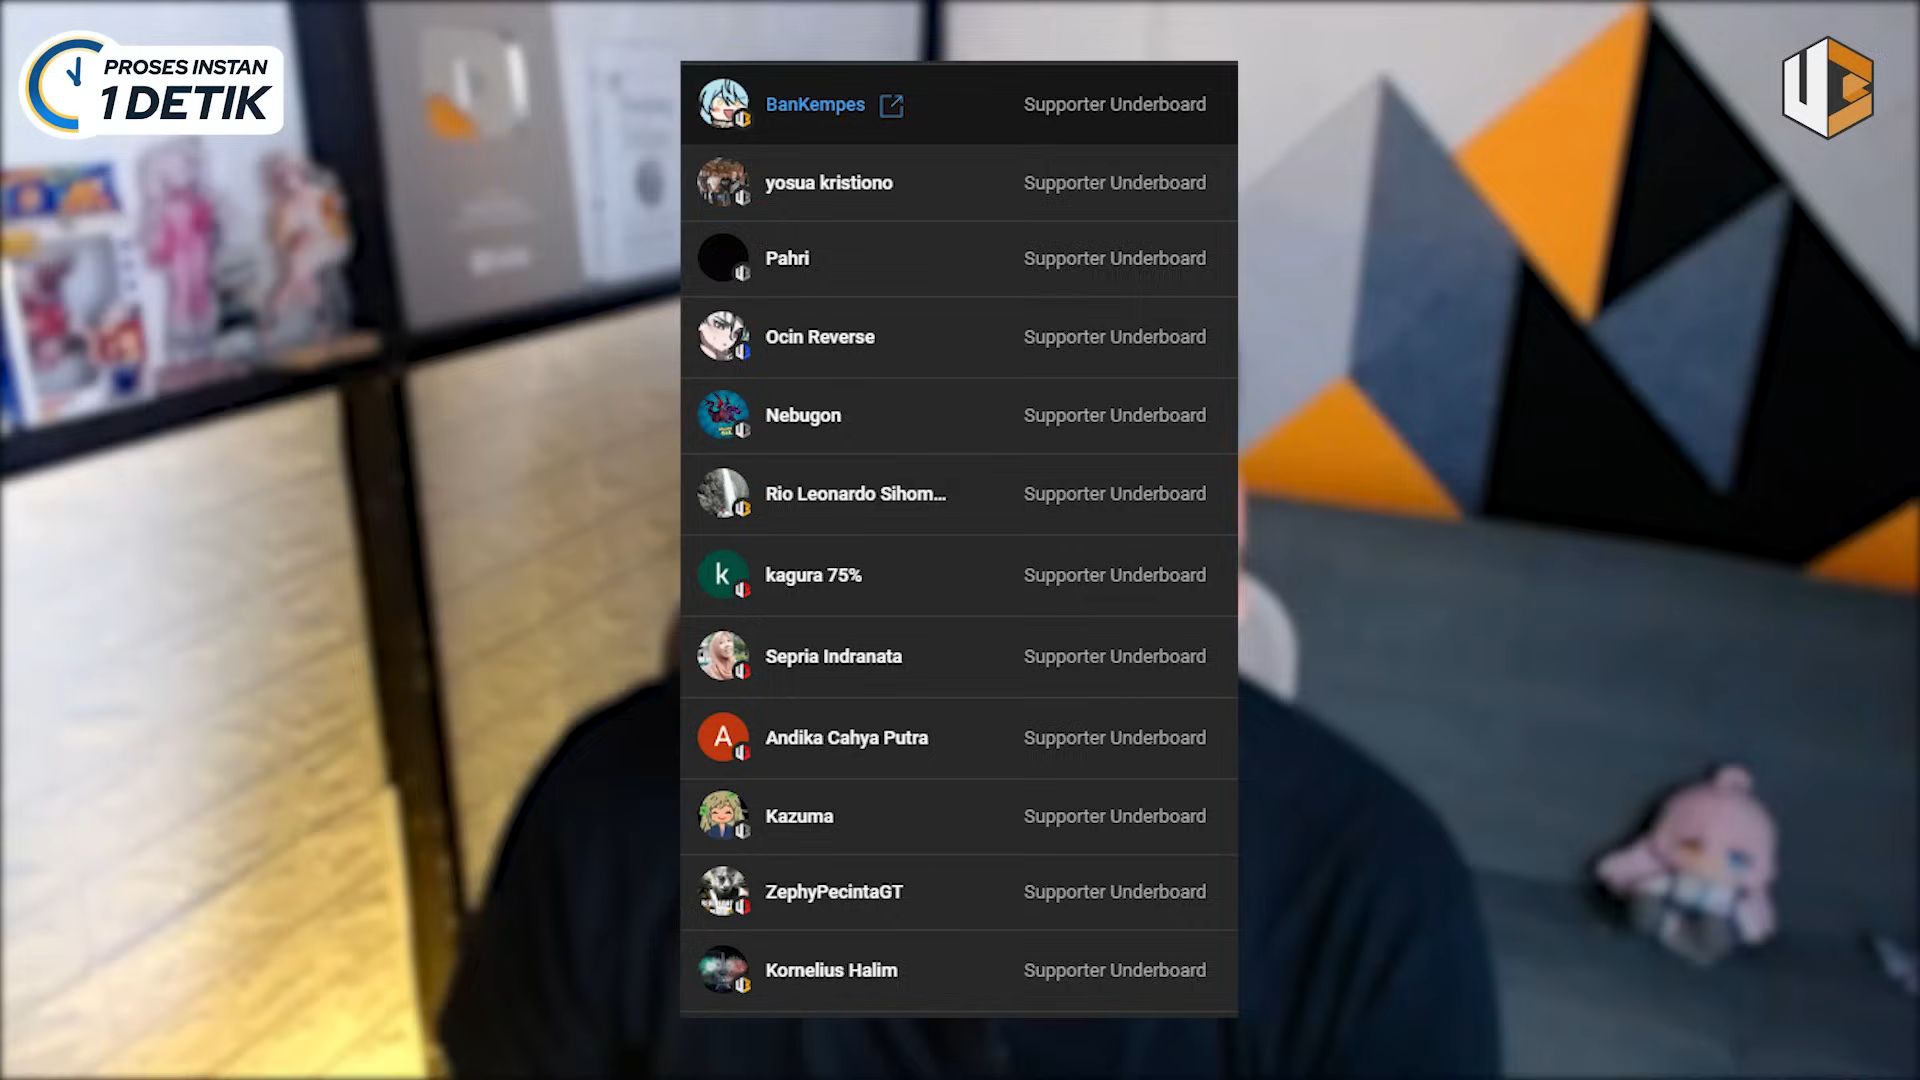 PROSES INSTAN
1 DETIK
BanKempes Supporter Underboard
yosua kristiono Supporter Underboard
Pahri Supporter Underboard
Ocin Reverse Supporter Underboard
Nebugon Supporter Underboard
Rio Leonardo Sihom... Supporter Underboard
k kagura 75% Supporter Underboard
Sepria Indranata Supporter Underboard
A Andika Cahya Putra Supporter Underboard
Kazuma Supporter Underboard
ZephyPecintaGT Supporter Underboard
Kornelius Halim Supporter Underboard